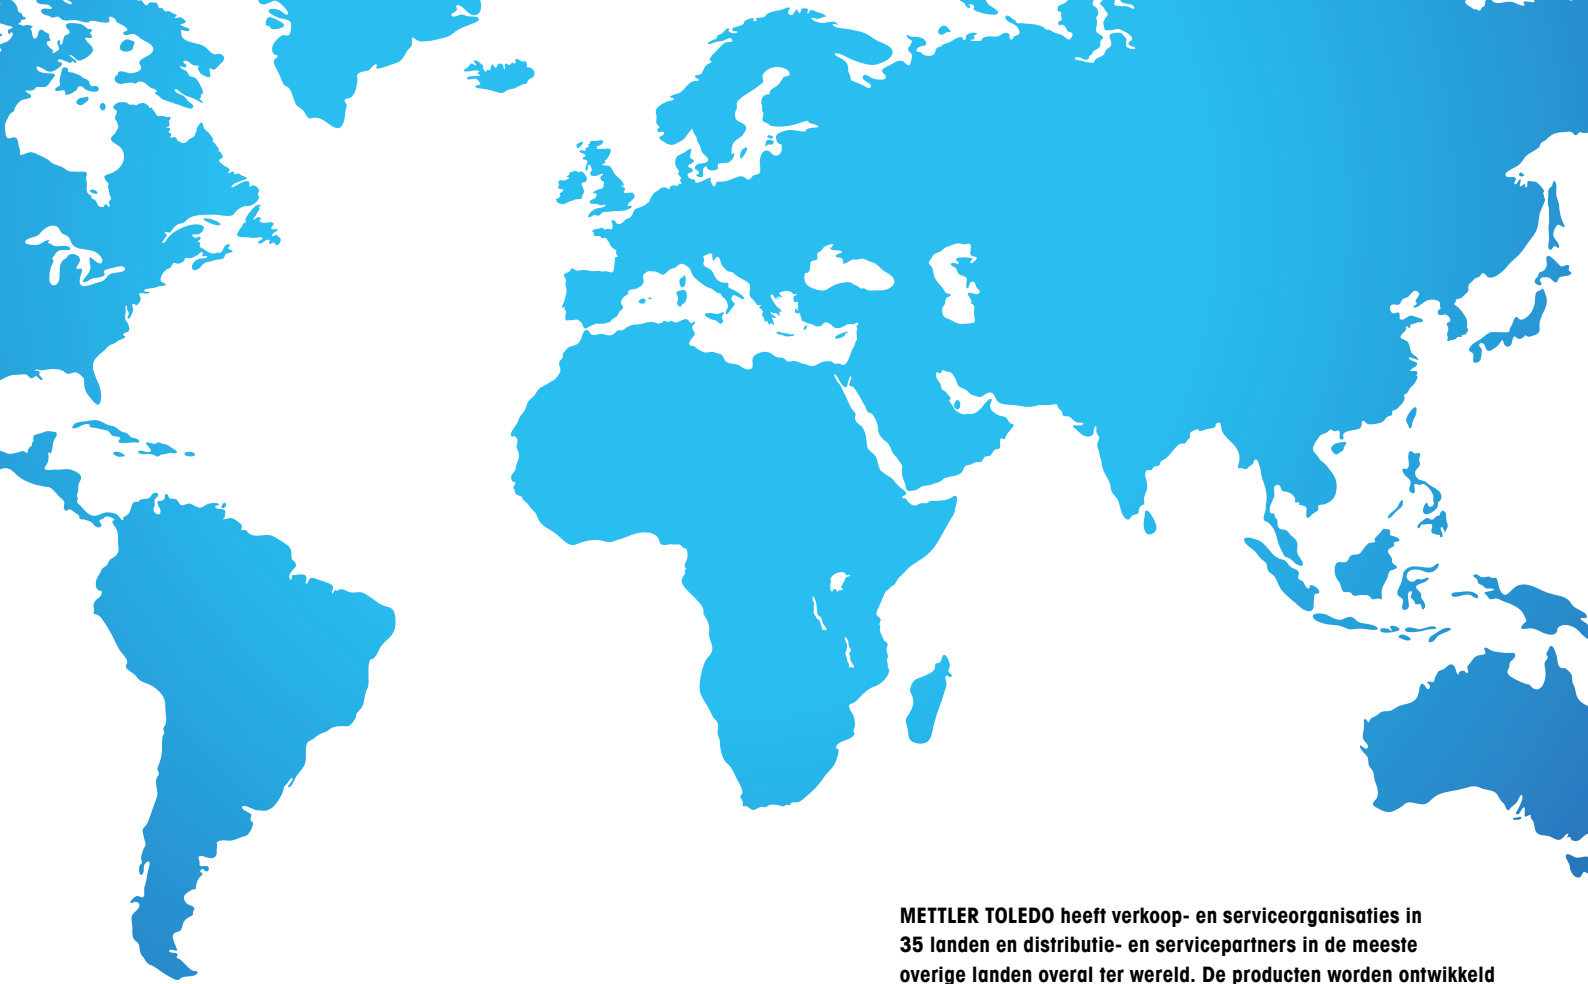 METTLER TOLEDO heeft verkoop- en serviceorganisaties in
35 landen en distributie- en servicepartners in de meeste
overige landen overal ter wereld. De producten worden ontwikkeld